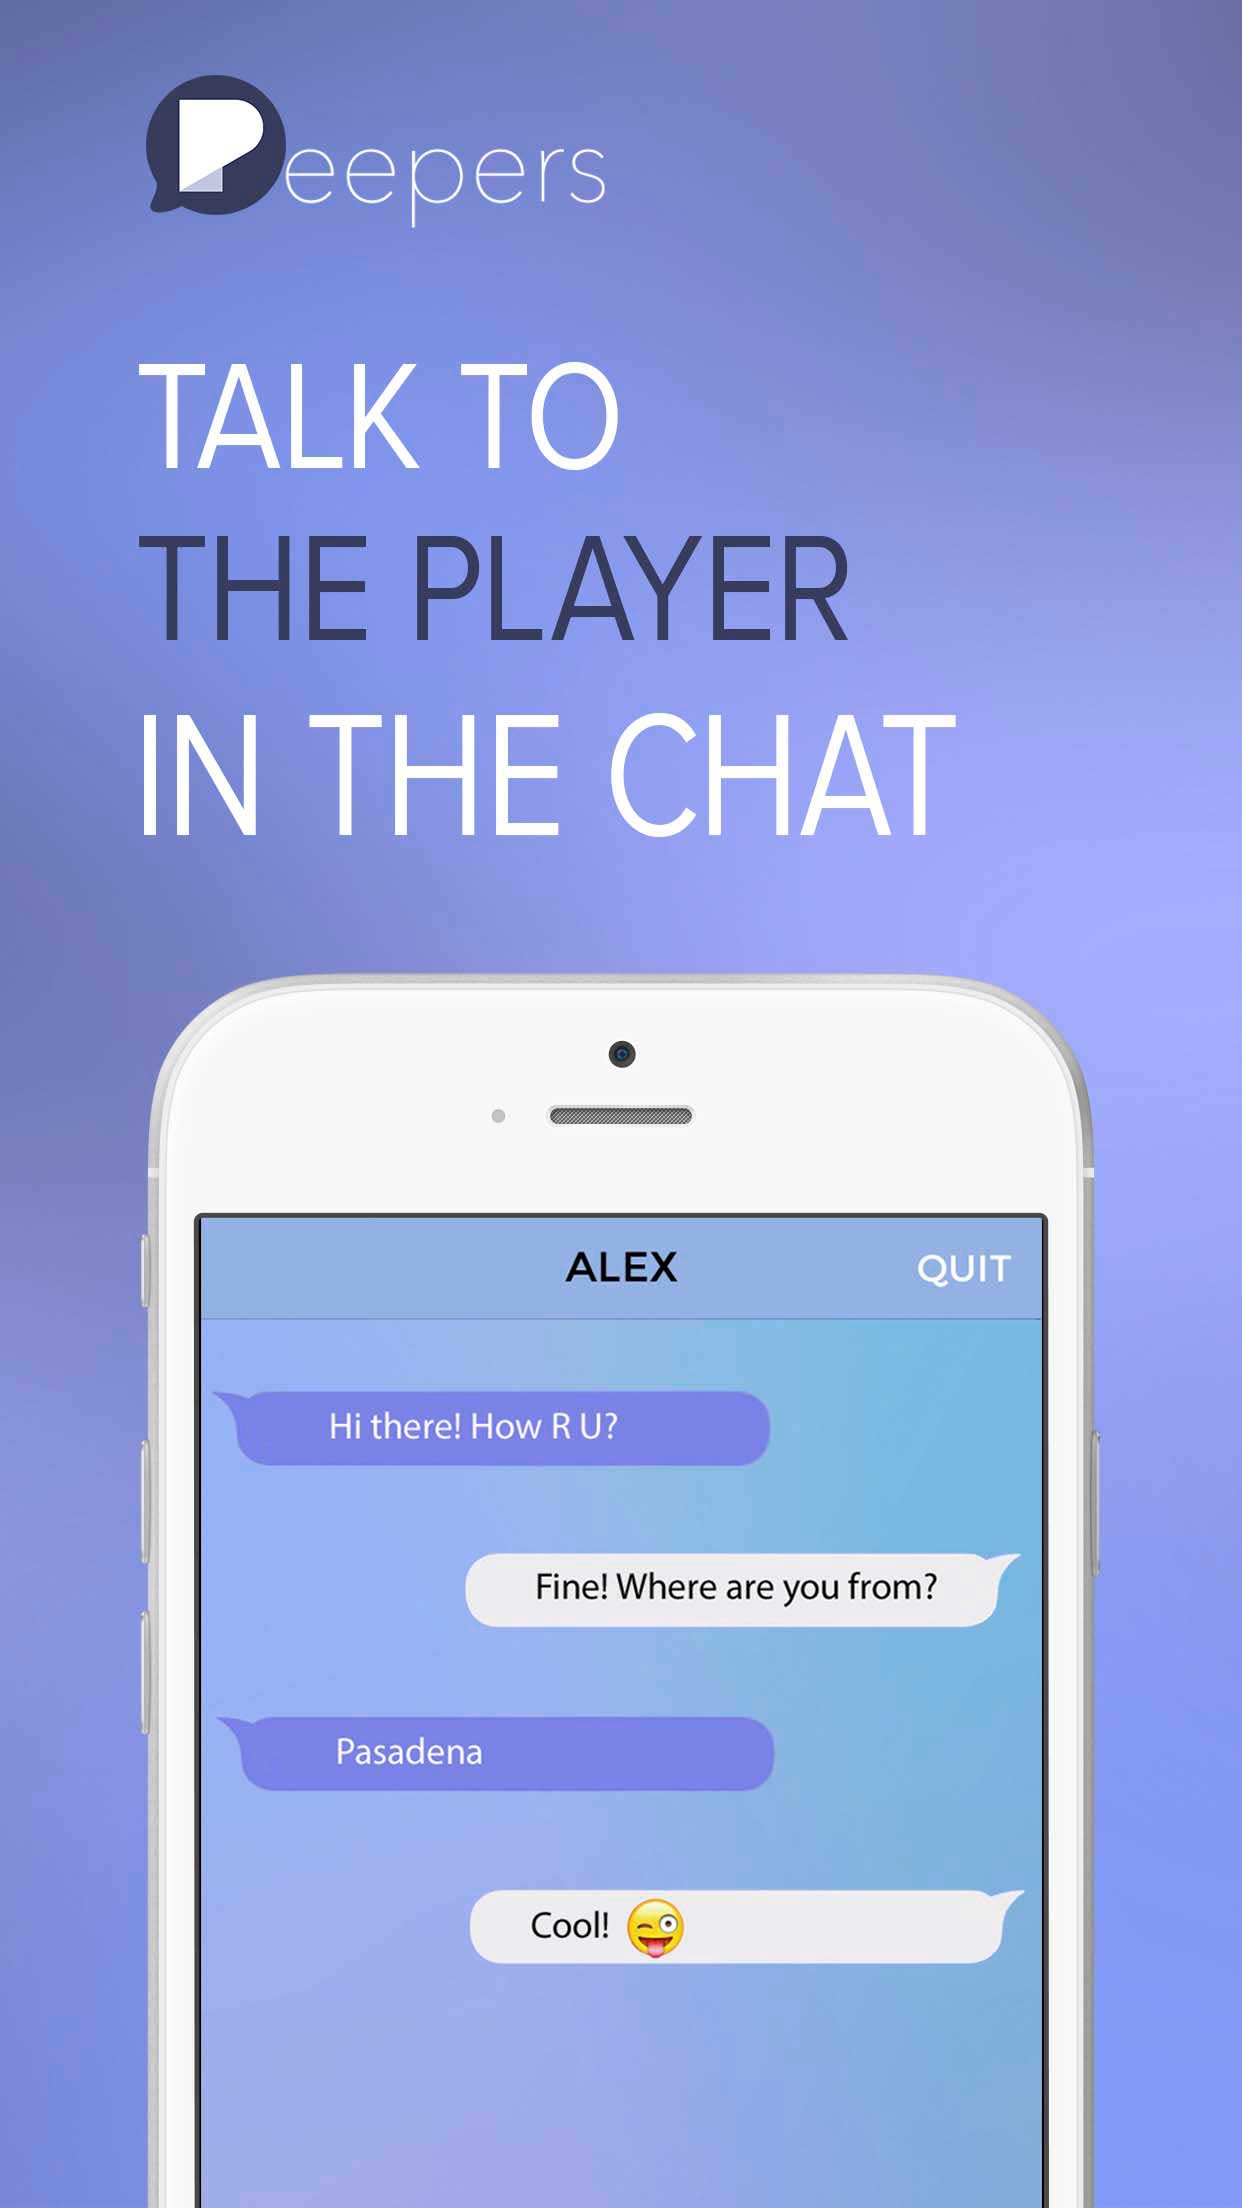 Peepers
TALK TO
THE PLAYER
IN THE CHAT
ALEX
QUIT
Hi there! How R U?
Fine! Where are you from?
Pasadena
Cool! 😜